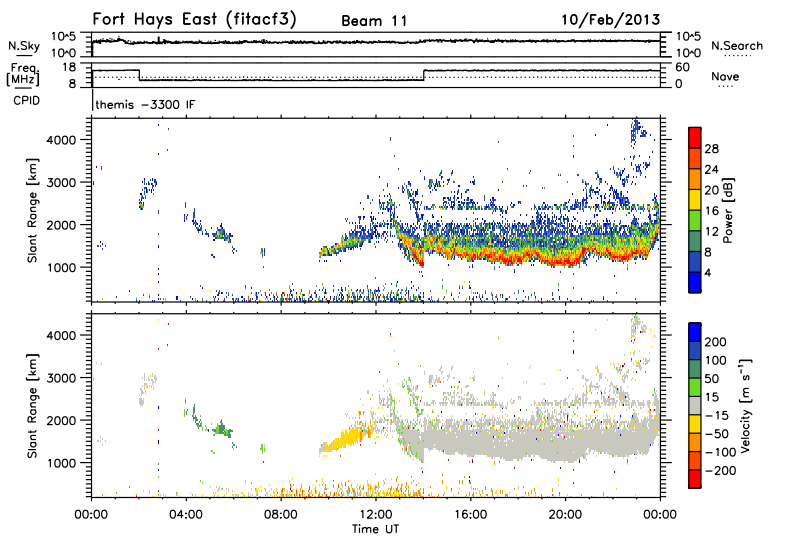 Fort Hays East (fitacf3) Beam 11 10/Feb/2013
N.Sky 10^5 10^0 10^5 10^0 N.Search
Freq. [MHz] 18 8 60 0 Nave
CPID themis -3300 IF
Slant Range [km] 4000 3000 2000 1000
28 24 20 16 12 8 4 Power [dB]
Slant Range [km] 4000 3000 2000 1000
200 100 50 15 -15 -50 -100 -200 Velocity [m s⁻¹]
00:00 04:00 08:00 12:00 16:00 20:00 00:00
Time UT